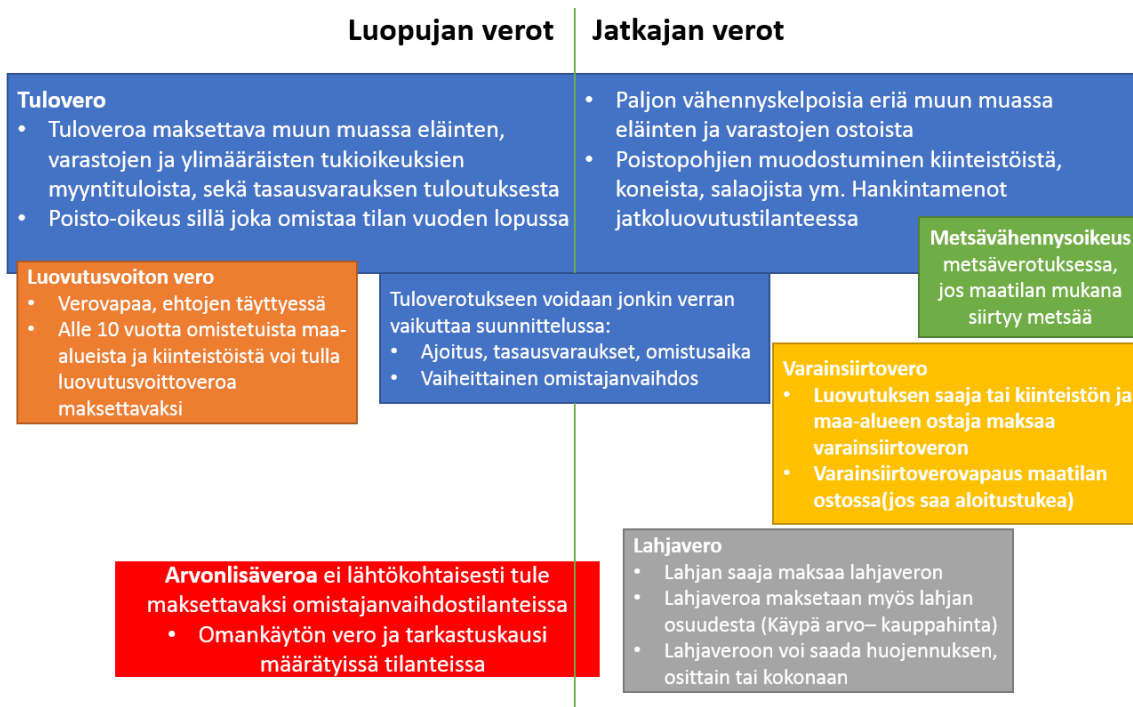 Luopujan verot
Jatkajan verot
Tulovero
• Tuloveroa maksettava muun muassa eläinten,
varastojen ja ylimääräisten tukioikeuksien
myyntituloista, sekä tasausvarauksen tuloutuksesta
• Poisto-oikeus sillä joka omistaa tilan vuoden lopussa
• Paljon vähennyskelpoisia eriä muun muassa
eläinten ja varastojen ostoista
• Poistopohjien muodostuminen kiinteistöistä,
koneista, salaojista ym. Hankintamenot
jatkoluovutustilanteessa
Metsävähennysoikeus
metsäverotuksessa,
jos maatilan mukana
siirtyy metsää
Luovutusvoiton vero
• Verovapaa, ehtojen täyttyessä
• Alle 10 vuotta omistetuista maa-
alueista ja kiinteistöistä voi tulla
luovutusvoittoveroa
maksettavaksi
Tuloverotukseen voidaan jonkin verran
vaikuttaa suunnittelussa:
• Ajoitus, tasausvaraukset, omistusaika
• Vaiheittainen omistajanvaihdos
Varainsiirtovero
• Luovutuksen saaja tai kiinteistön ja
maa-alueen ostaja maksaa
varainsiirtoveron
• Varainsiirtoverovapaus maatilan
ostossa(jos saa aloitustukea)
Arvonlisäveroa ei lähtökohtaisesti tule
maksettavaksi omistajanvaihdostilanteissa
• Omankäytön vero ja tarkastuskausi
määrätyissä tilanteissa
Lahjavero
• Lahjan saaja maksaa lahjaveron
• Lahjaveroa maksetaan myös lahjan
osuudesta (Käypä arvo– kauppahinta)
• Lahjaveroon voi saada huojennuksen,
osittain tai kokonaan